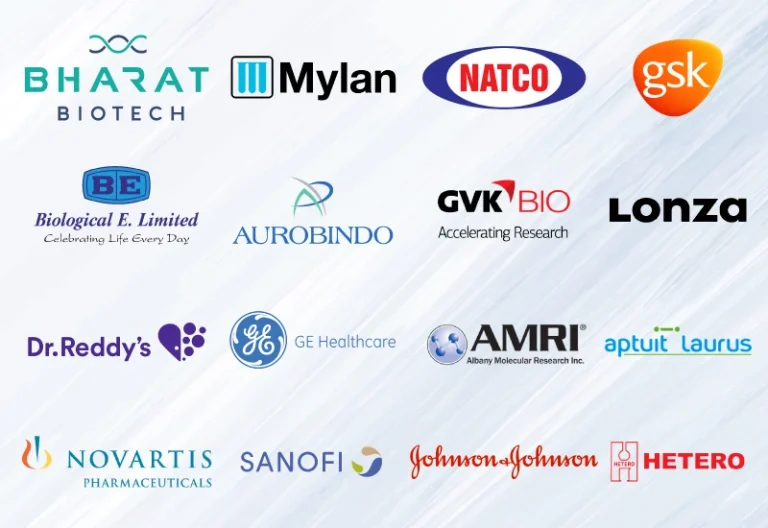 BHARAT
BIOTECH
Mylan
NATCO
gsk
BE
Biological E. Limited
Celebrating Life Every Day
AUROBINDO
GVK BIO
Accelerating Research
Lonza
Dr.Reddy's
GE
GE Healthcare
AMRI®
Albany Molecular Research Inc.
aptuit laurus
NOVARTIS
PHARMACEUTICALS
SANOFI
Johnson & Johnson
HETERO
HETERO